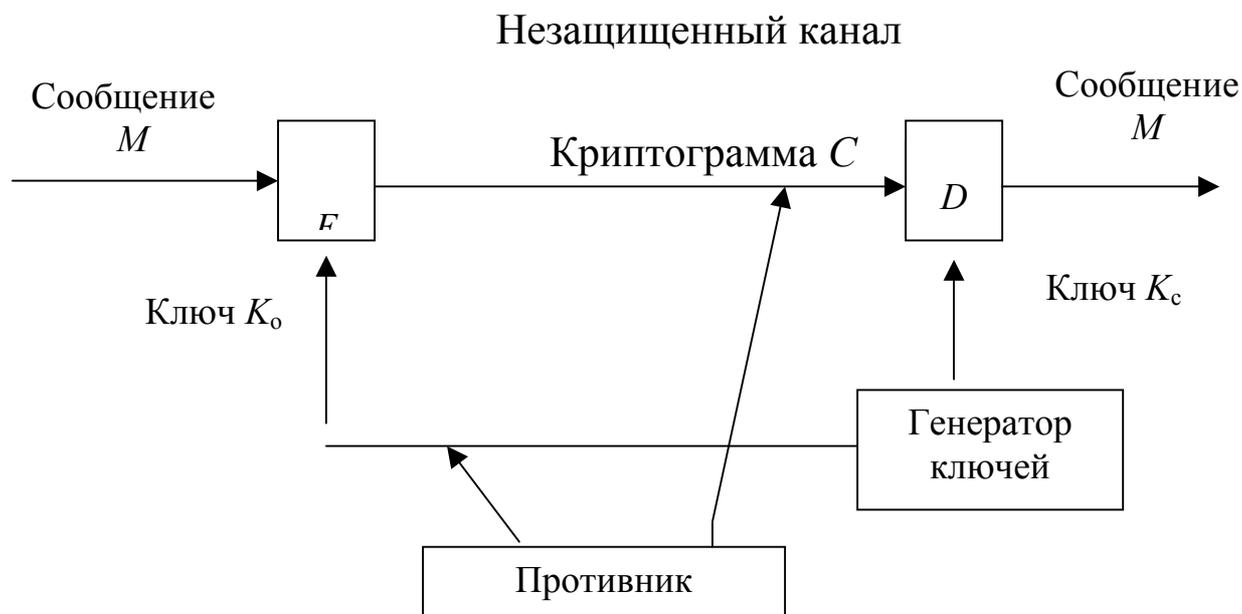 Незащищенный канал
Сообщение
M
Сообщение
M
Криптограмма C
D
Ключ Kо
Ключ Kс
Генератор
ключей
Противник